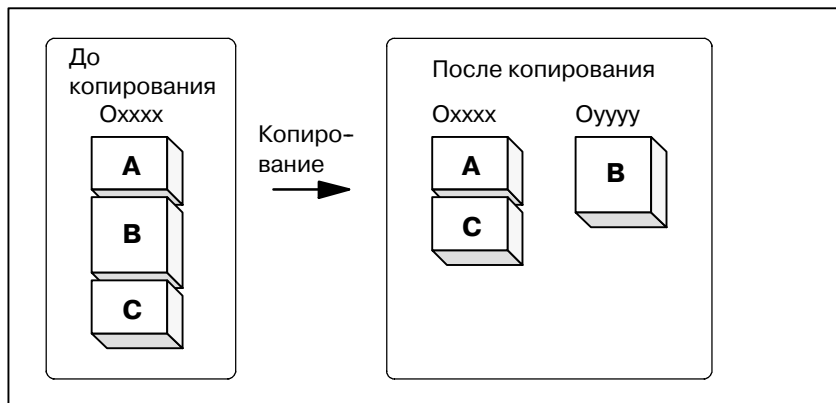 До
копирования
Oxxxx
A
B
C
Копиро-
вание
После копирования
Oxxxx
Oyyyy
A
B
C